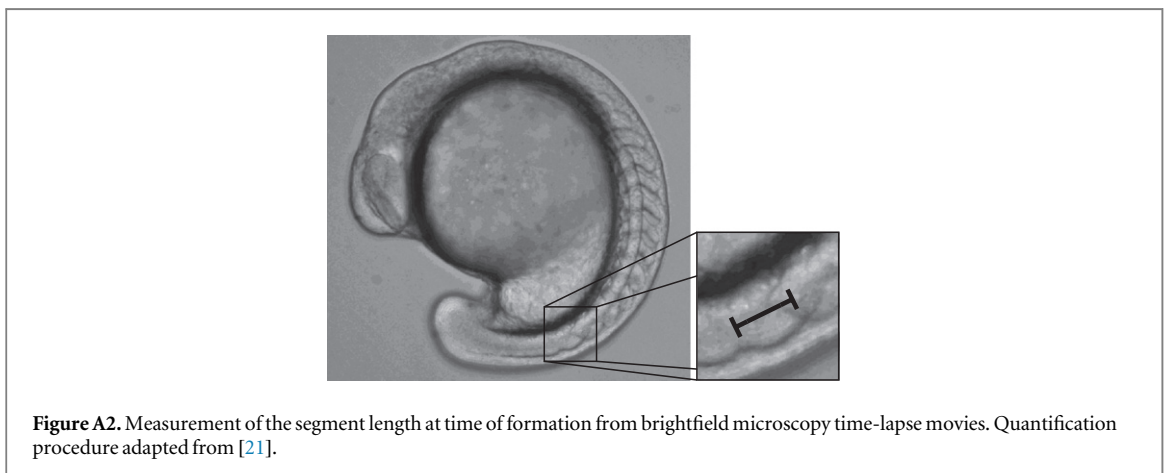 Figure A2. Measurement of the segment length at time of formation from brightfield microscopy time-lapse movies. Quantification
procedure adapted from [21].